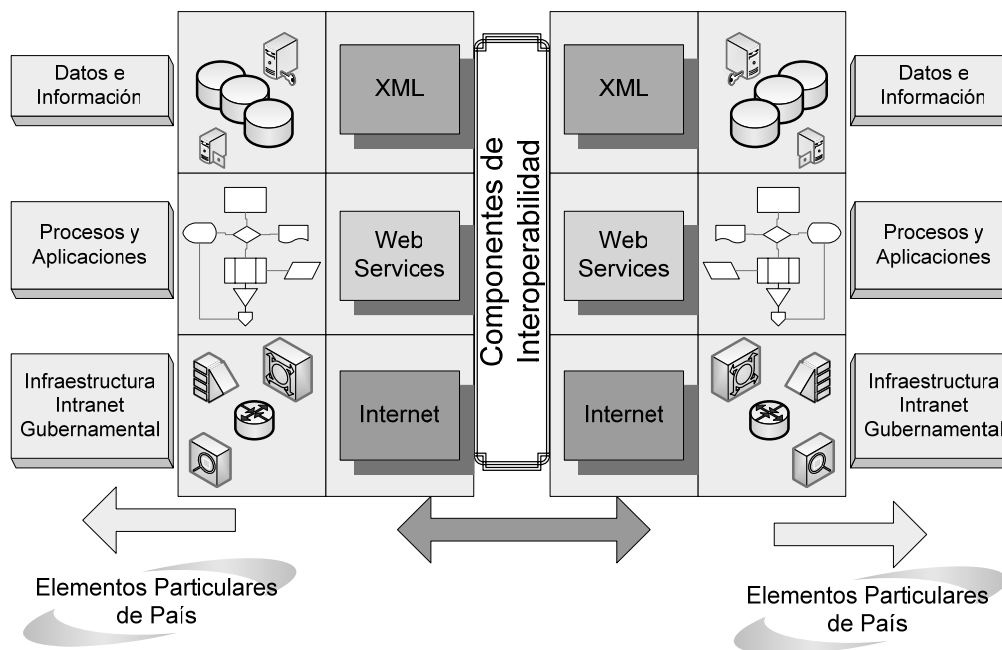 Datos e
Información
XML
Componentes de
Interoperabilidad
XML
Datos e
Información
Procesos y
Aplicaciones
Web
Services
Web
Services
Procesos y
Aplicaciones
Infraestructura
Intranet
Gubernamental
Internet
Internet
Infraestructura
Intranet
Gubernamental
Elementos Particulares
de País
Elementos Particulares
de País